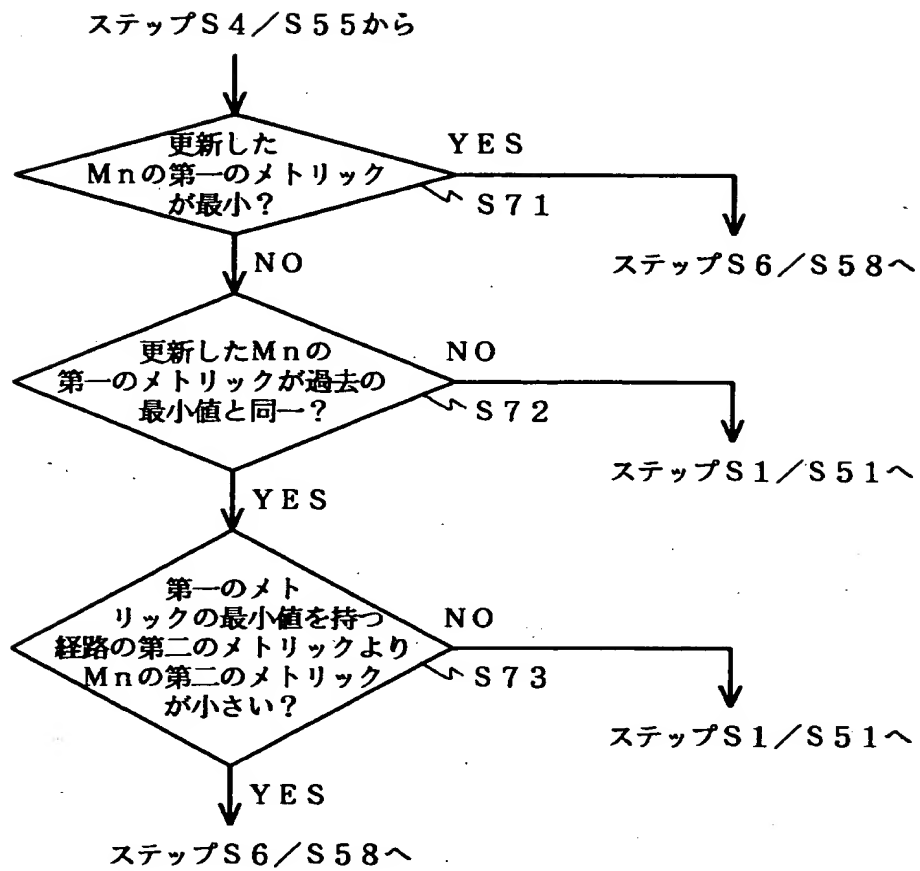 ステップS4/S55から
更新した
Mnの第一のメトリック
が最小?
YES
S71
ステップS6/S58へ
NO
更新したMnの
第一のメトリックが過去の
最小値と同一?
NO
S72
ステップS1/S51へ
YES
第一のメト
リックの最小値を持つ
経路の第二のメトリックより
Mnの第二のメトリック
が小さい?
NO
S73
ステップS1/S51へ
YES
ステップS6/S58へ